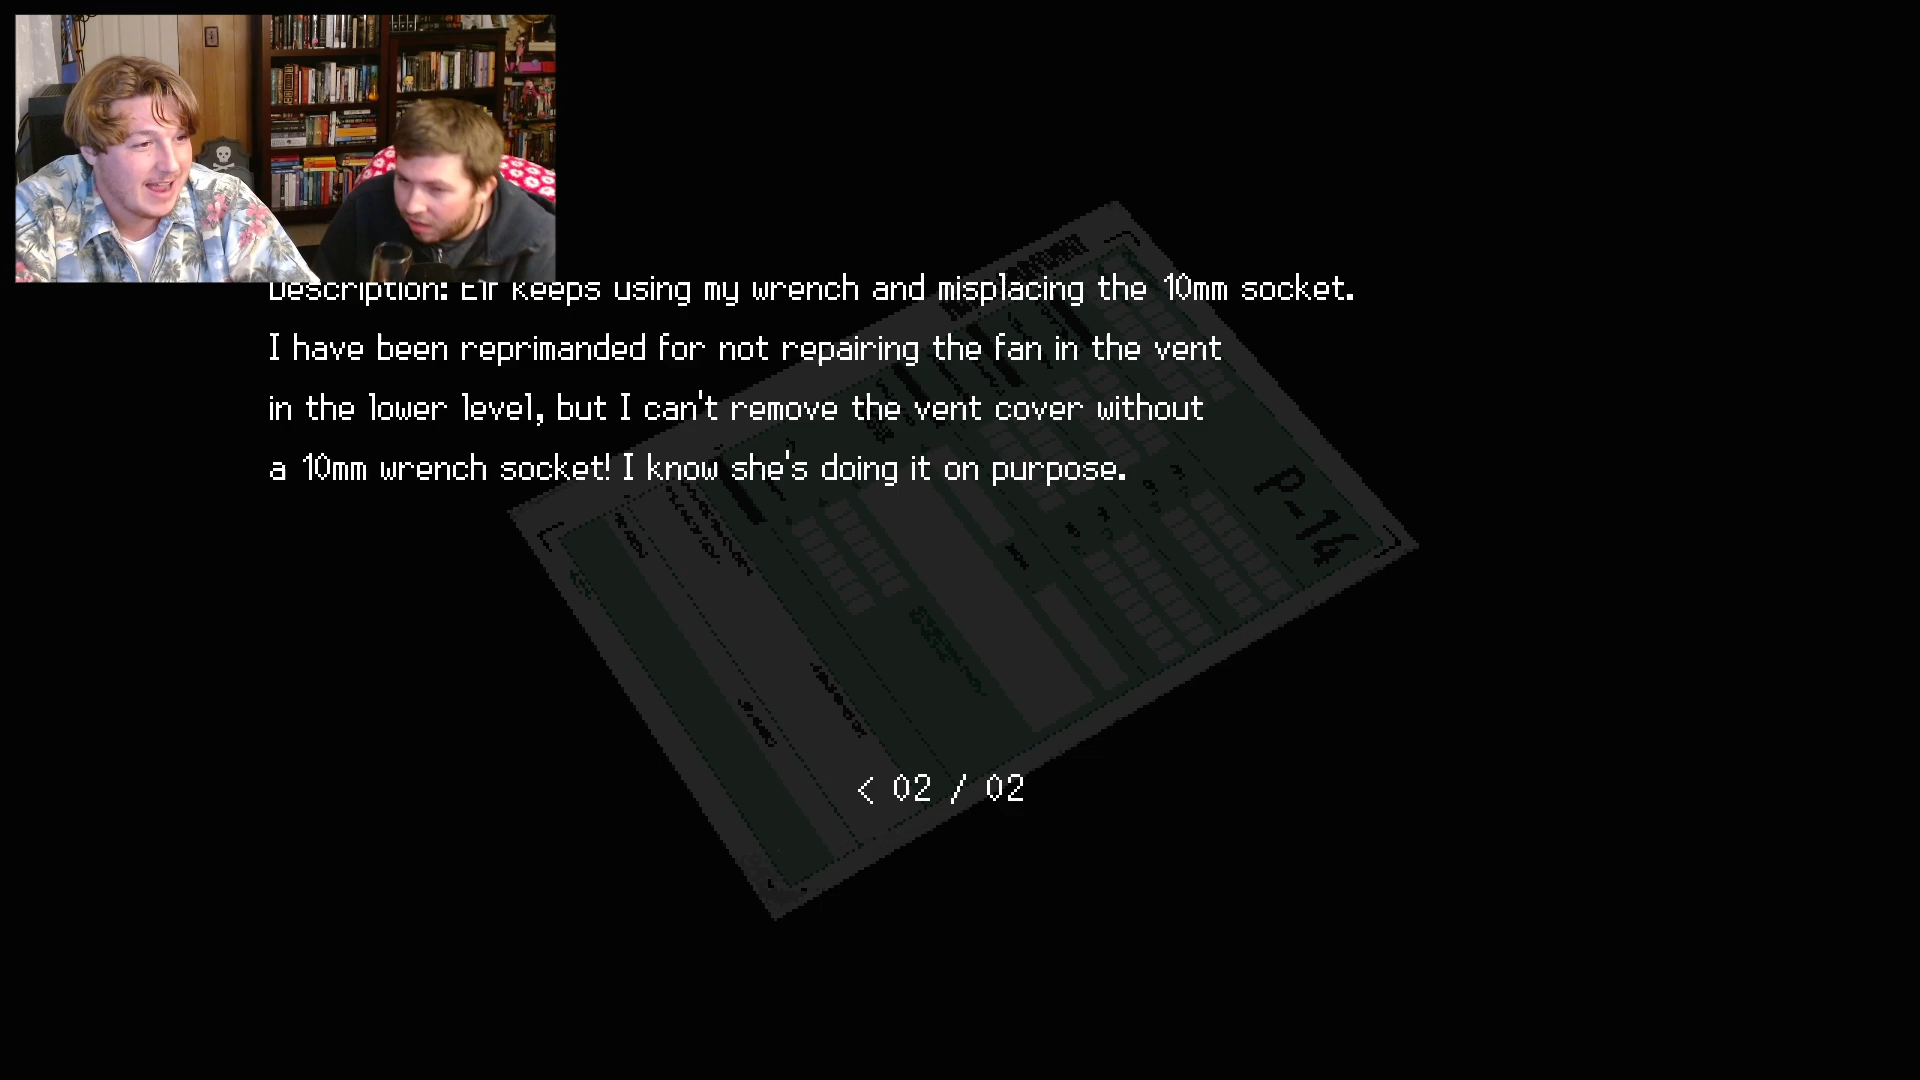 Description: Elf keeps using my wrench and misplacing the 10mm socket.
I have been reprimanded for not repairing the fan in the vent
in the lower level, but I can't remove the vent cover without
a 10mm wrench socket! I know she's doing it on purpose.
P-14
< 02 / 02